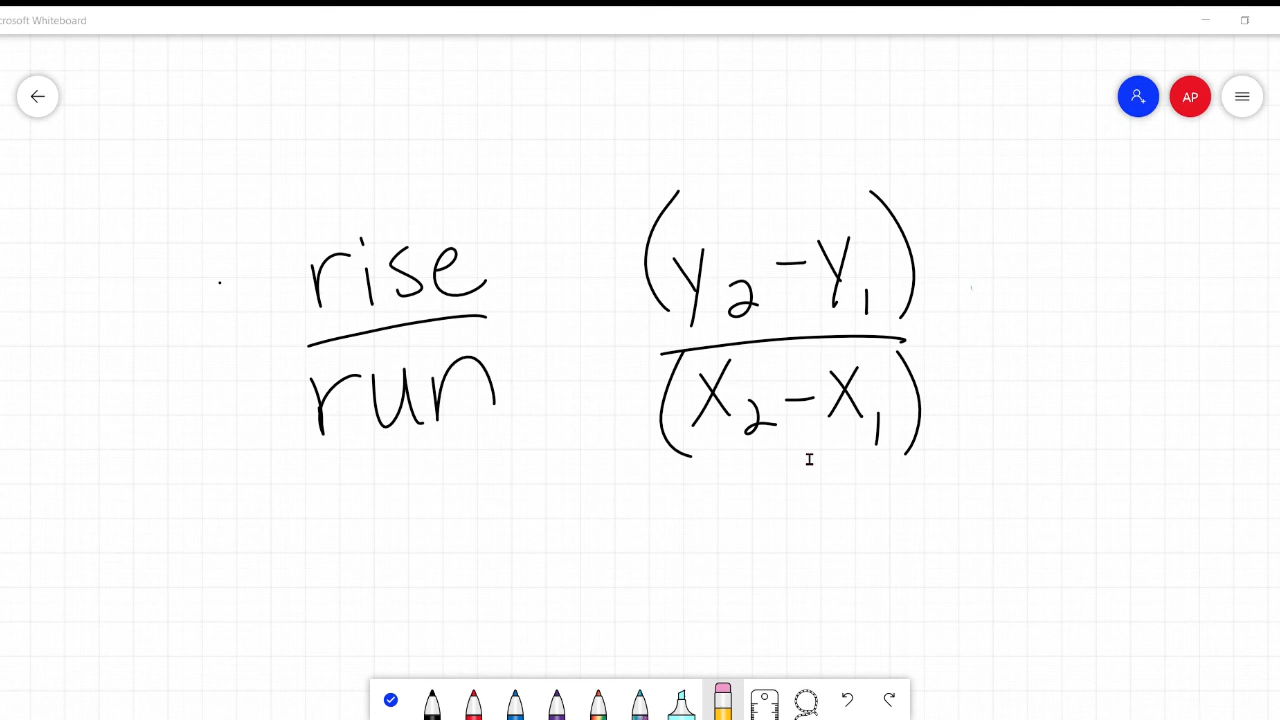 crosoft Whiteboard
AP
rise
run
(y₂ - y₁)
(x₂ - x₁)